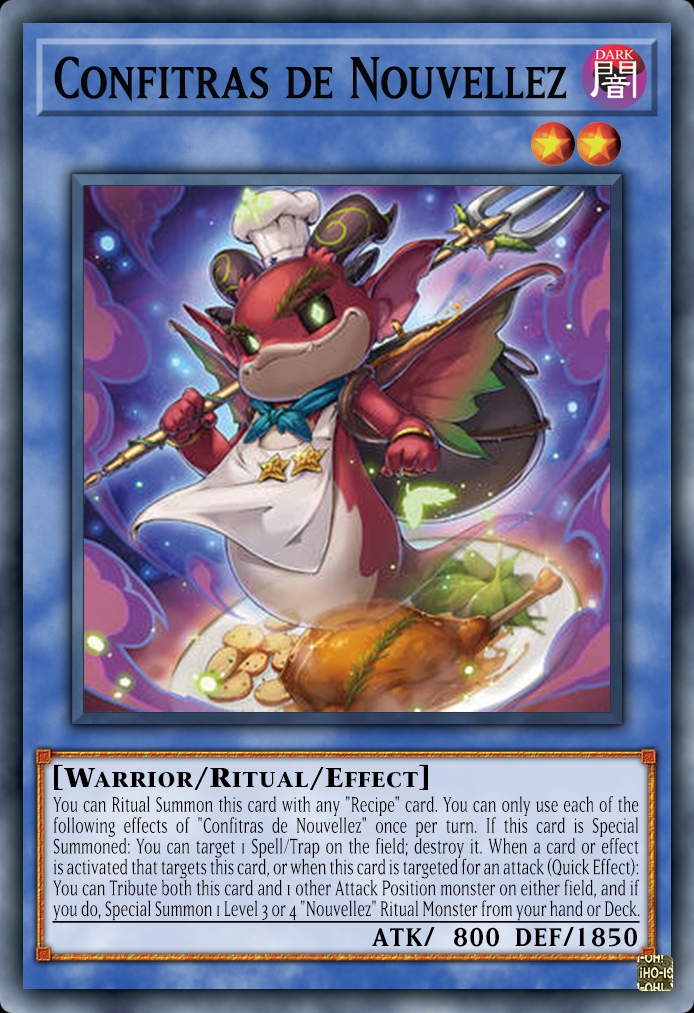 Confitras de Nouvellez
DARK
闇
[Warrior/Ritual/Effect]
You can Ritual Summon this card with any "Recipe" card. You can only use each of the
following effects of "Confitras de Nouvellez" once per turn. If this card is Special
Summoned: You can target 1 Spell/Trap on the field; destroy it. When a card or effect
is activated that targets this card, or when this card is targeted for an attack (Quick Effect):
You can Tribute both this card and 1 other Attack Position monster on either field, and if
you do, Special Summon 1 Level 3 or 4 "Nouvellez" Ritual Monster from your hand or Deck.
ATK/ 800 DEF/1850